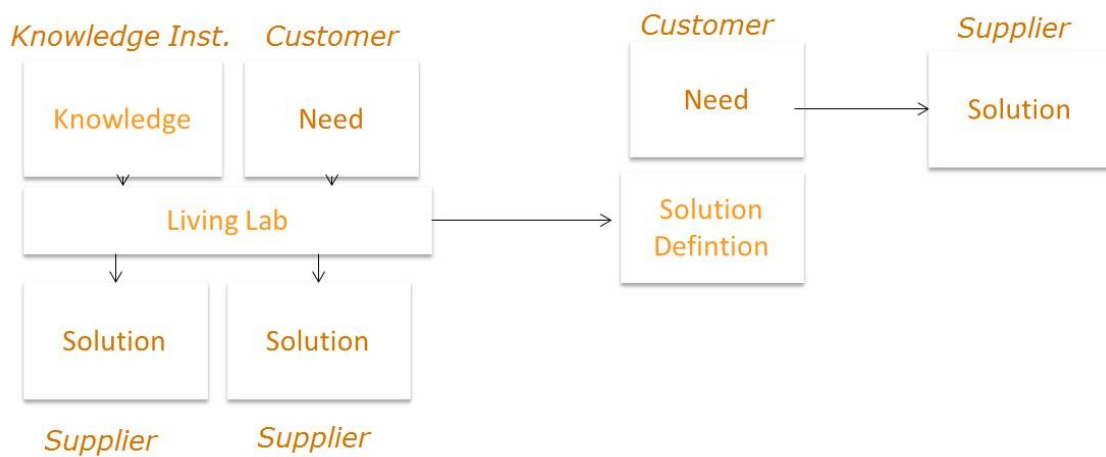 Knowledge Inst.
Customer
Knowledge
Need
Living Lab
Solution
Solution
Supplier
Supplier
Customer
Need
Solution
Defintion
Supplier
Solution